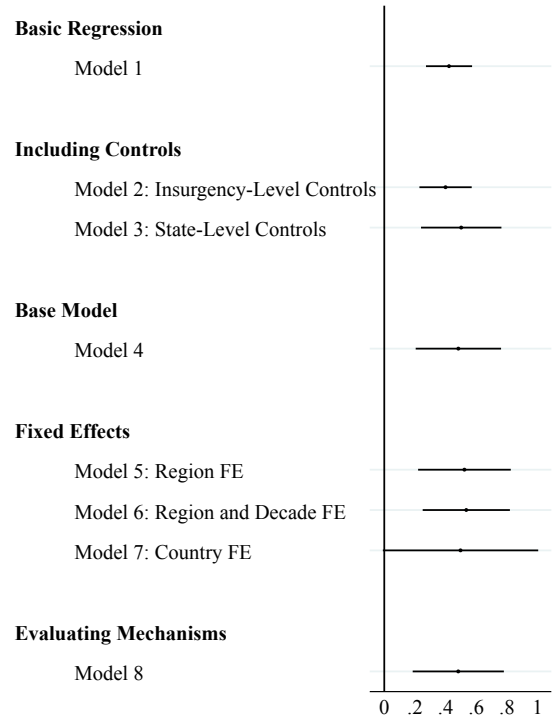 Basic Regression
Model 1
Including Controls
Model 2: Insurgency-Level Controls
Model 3: State-Level Controls
Base Model
Model 4
Fixed Effects
Model 5: Region FE
Model 6: Region and Decade FE
Model 7: Country FE
Evaluating Mechanisms
Model 8
0 .2 .4 .6 .8 1